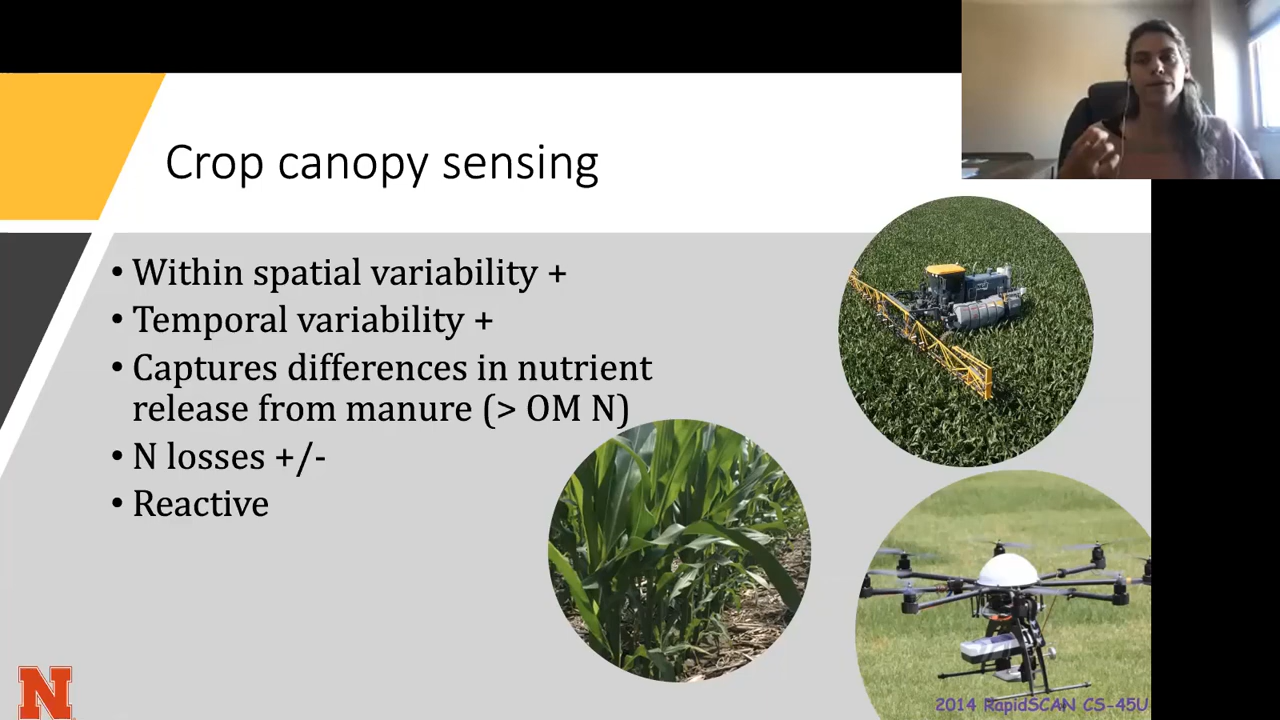 Crop canopy sensing
• Within spatial variability +
• Temporal variability +
• Captures differences in nutrient
release from manure (> OM N)
• N losses +/-
• Reactive
N
2014 RapidSCAN CS-45U